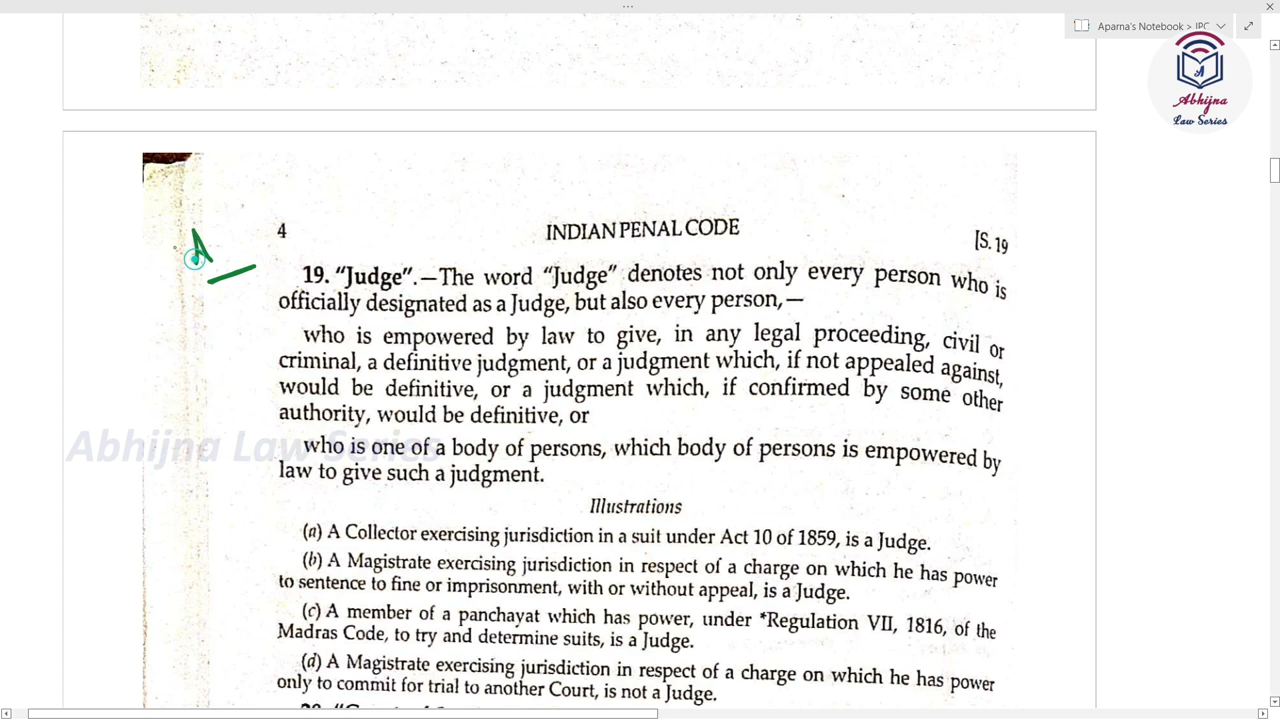 Aparna's Notebook > IPC
A
Abhijna
Law Series
A
4
INDIAN PENAL CODE
[S. 19
19. “Judge”.—The word “Judge” denotes not only every person who is
officially designated as a Judge, but also every person,—
who is empowered by law to give, in any legal proceeding, civil or
criminal, a definitive judgment, or a judgment which, if not appealed against,
would be definitive, or a judgment which, if confirmed by some other
authority, would be definitive, or
Abhijna Law Series
who is one of a body of persons, which body of persons is empowered by
law to give such a judgment.
Illustrations
(a) A Collector exercising jurisdiction in a suit under Act 10 of 1859, is a Judge.
(b) A Magistrate exercising jurisdiction in respect of a charge on which he has power
to sentence to fine or imprisonment, with or without appeal, is a Judge.
(c) A member of a panchayat which has power, under *Regulation VII, 1816, of the
Madras Code, to try and determine suits, is a Judge.
(d) A Magistrate exercising jurisdiction in respect of a charge on which he has power
only to commit for trial to another Court, is not a Judge.